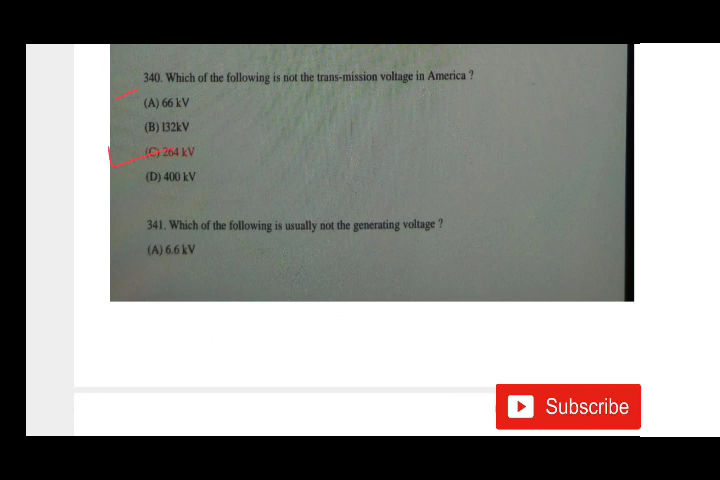 340. Which of the following is not the trans-mission voltage in America ?
(A) 66 kV
(B) 132kV
(C) 264 kV
(D) 400 kV
341. Which of the following is usually not the generating voltage ?
(A) 6.6 kV
Subscribe